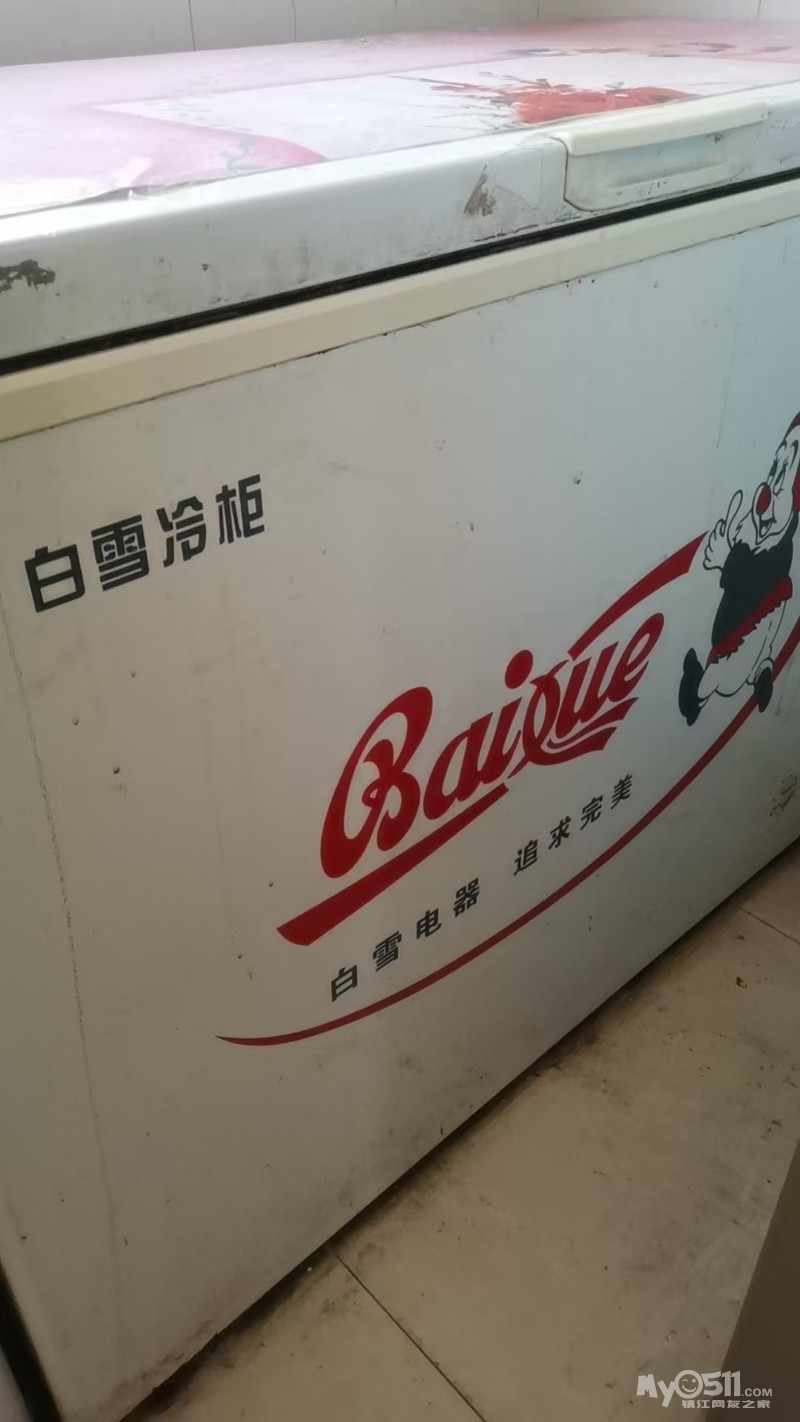 白雪冷柜
Baixue
白雪电器 追求完美
My0511.COM
镇江网友之家